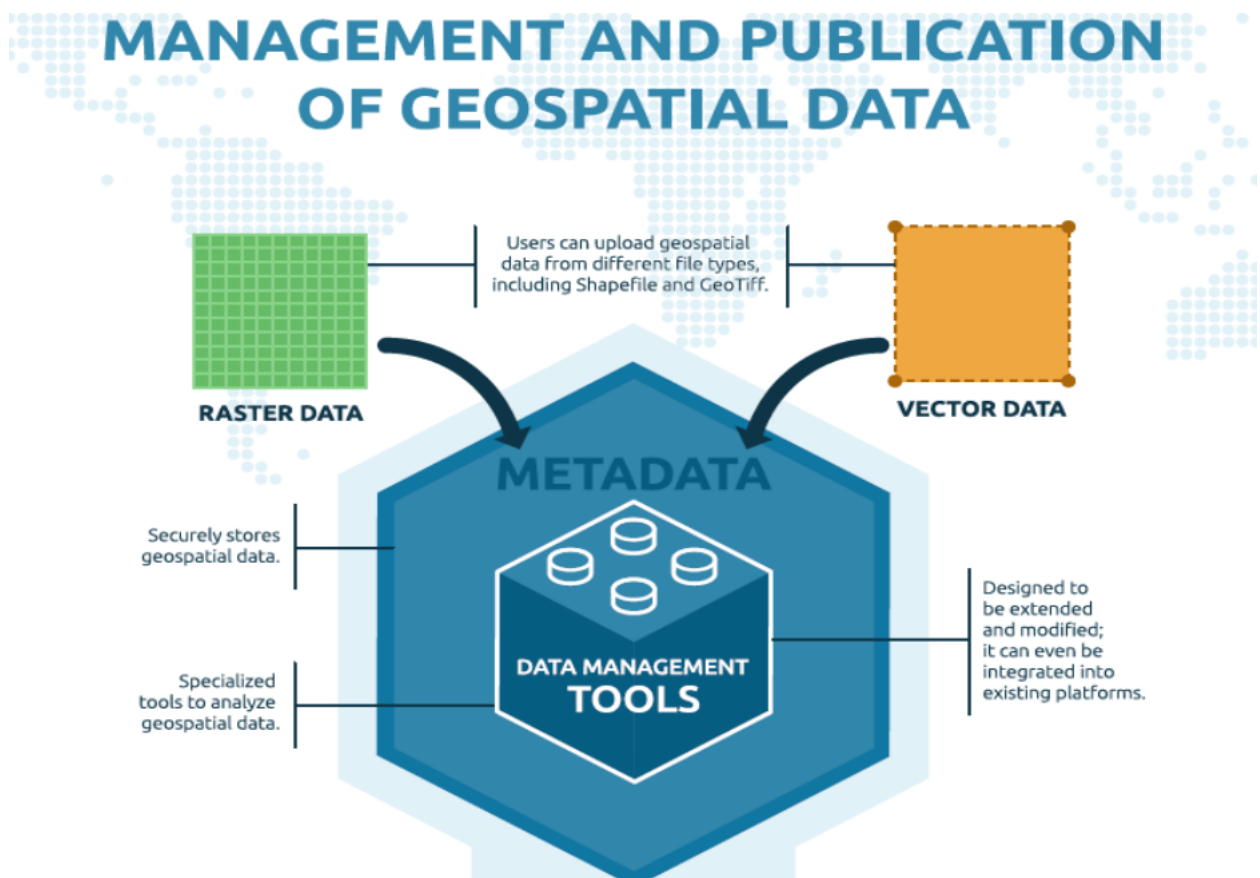 MANAGEMENT AND PUBLICATION
OF GEOSPATIAL DATA
Users can upload geospatial
data from different file types,
including Shapefile and GeoTiff.
RASTER DATA
VECTOR DATA
METADATA
Securely stores
geospatial data.
Specialized
tools to analyze
geospatial data.
DATA MANAGEMENT
TOOLS
Designed to
be extended
and modified;
it can even be
integrated into
existing platforms.